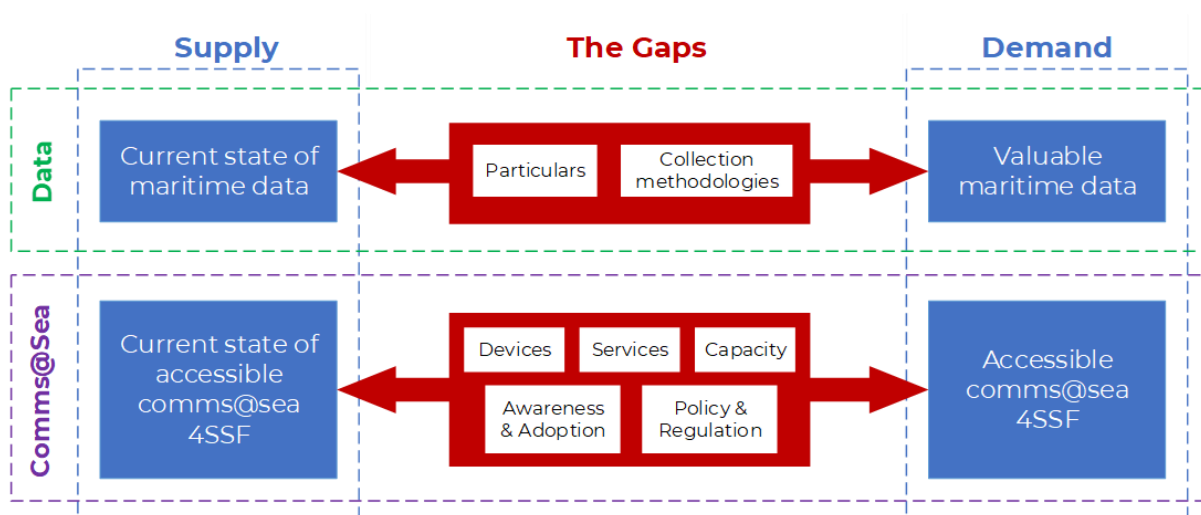 Supply
The Gaps
Demand
Data
Current state of
maritime data
Particulars
Collection
methodologies
Valuable
maritime data
Comms@Sea
Current state of
accessible
comms@sea
4SSF
Devices
Services
Capacity
Awareness
& Adoption
Policy &
Regulation
Accessible
comms@sea
4SSF